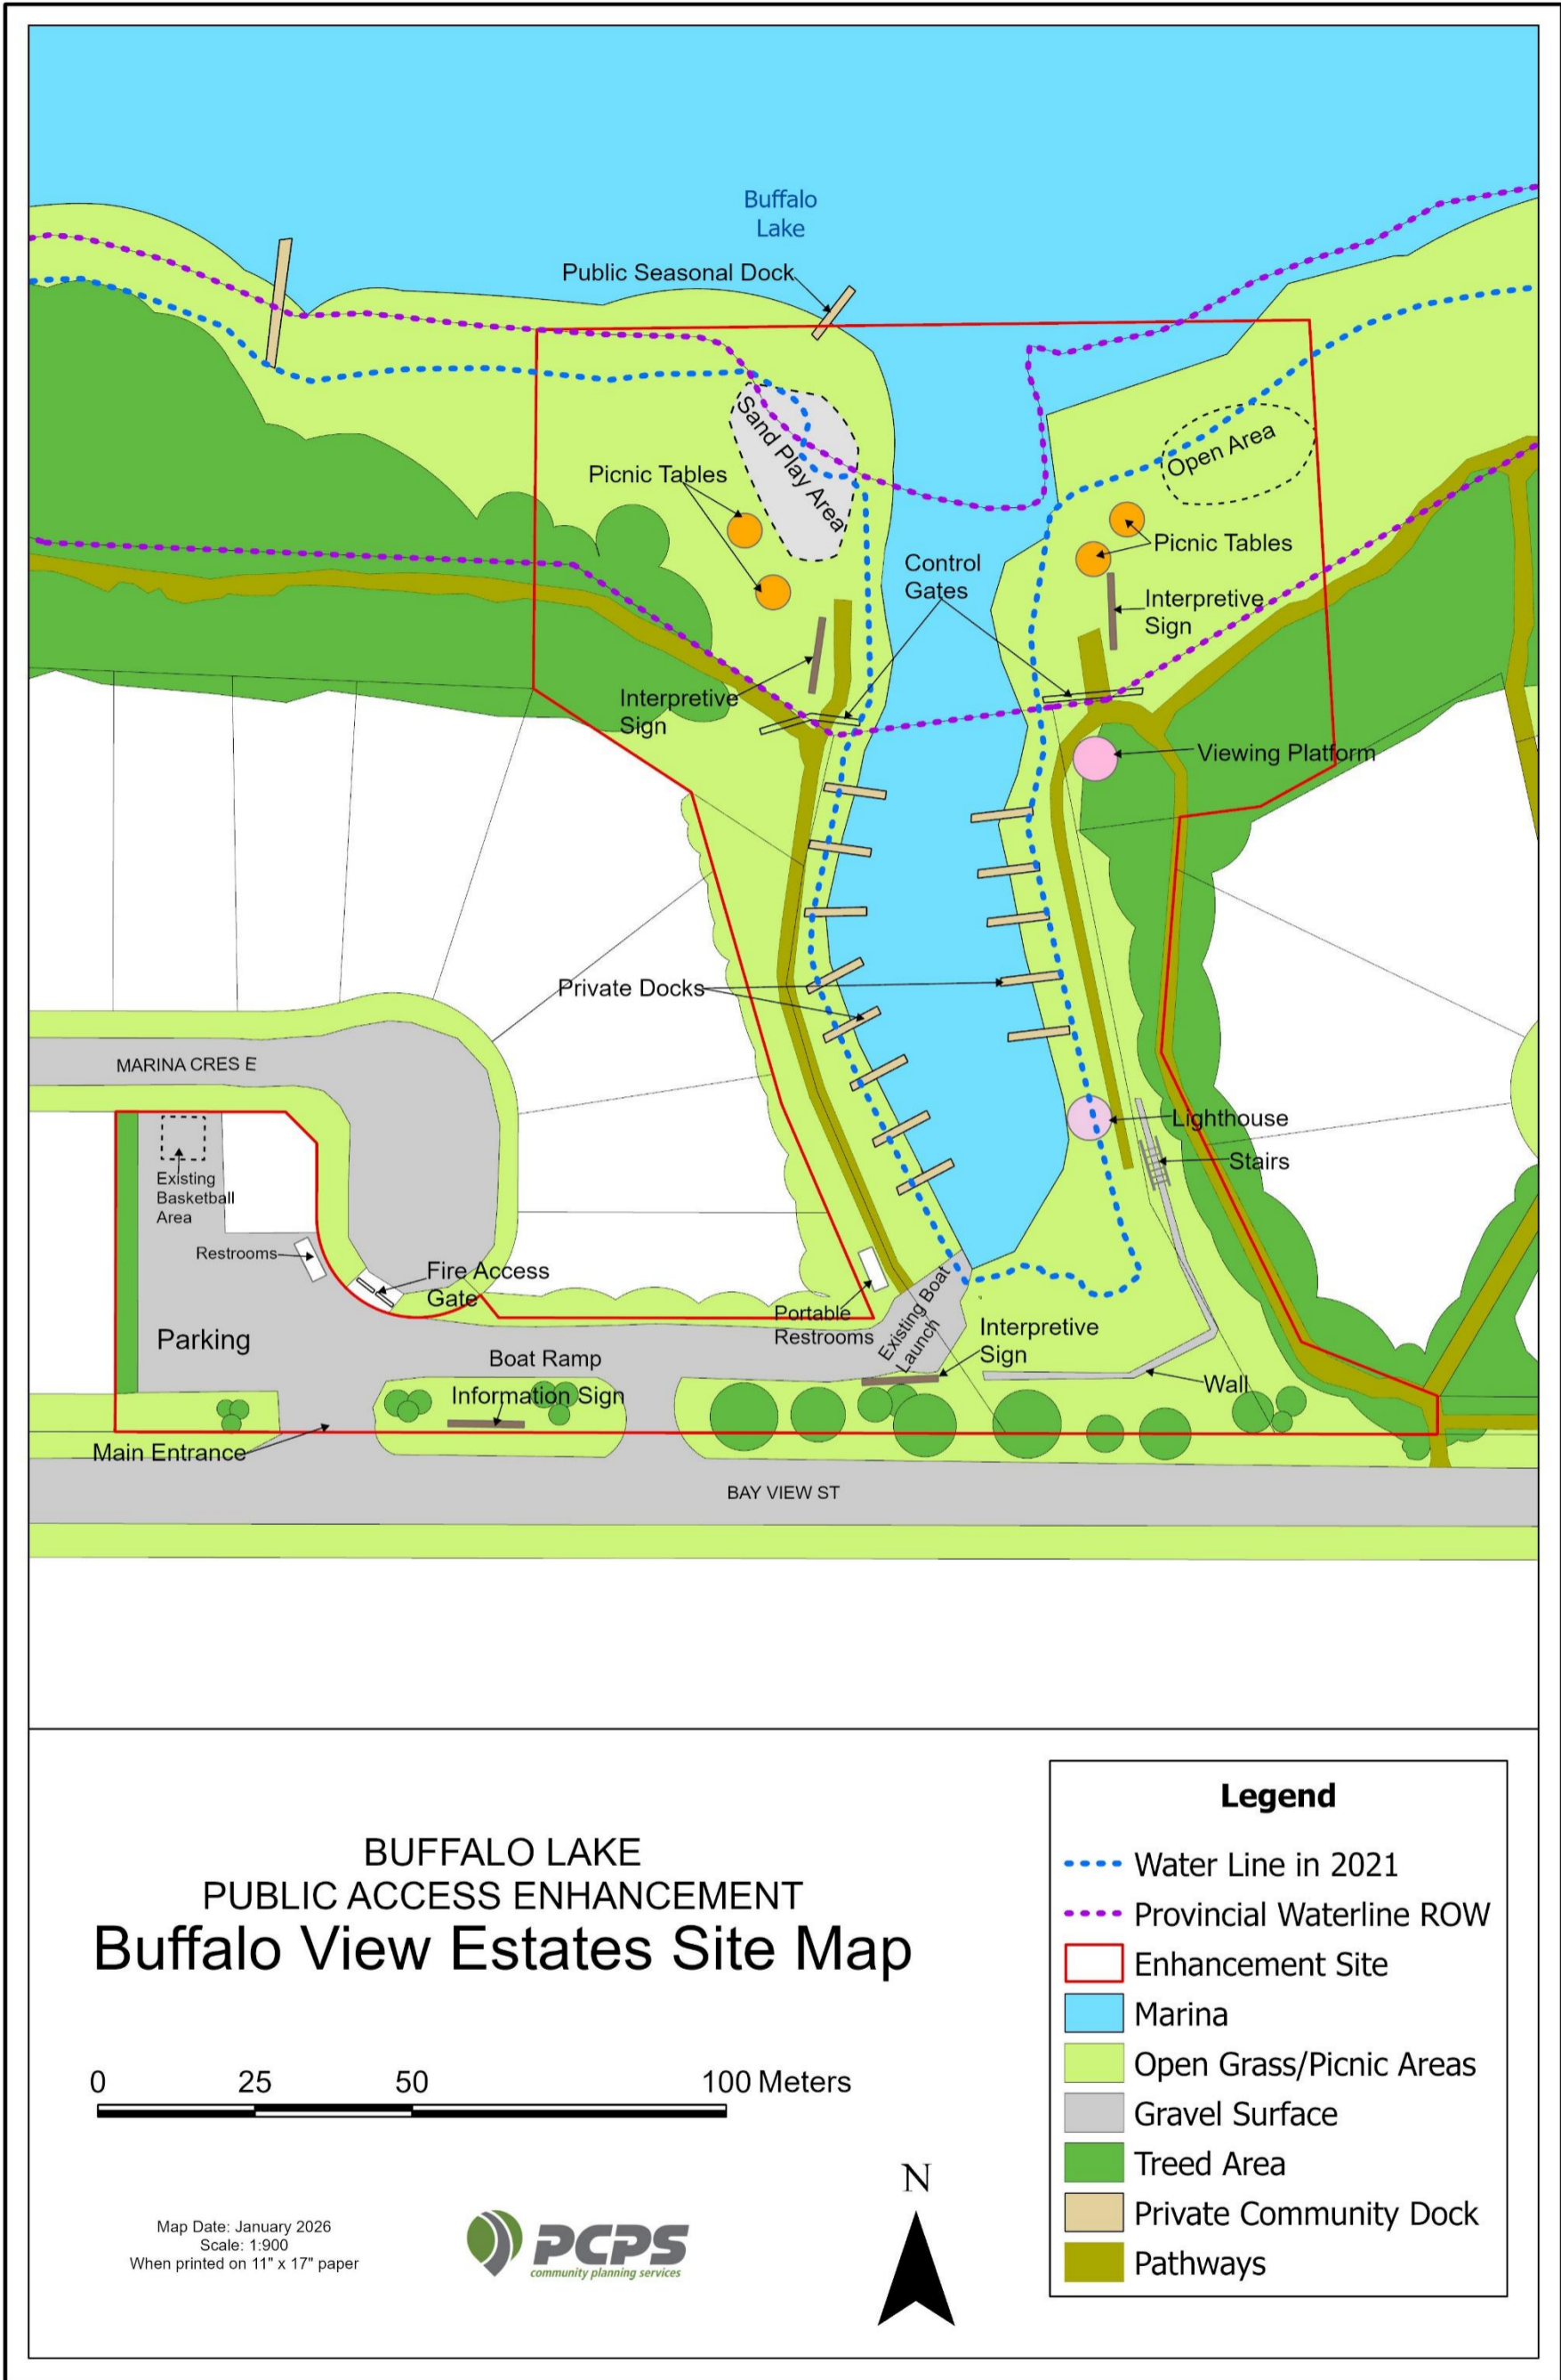 Buffalo
Lake
Public Seasonal Dock
Sand Play Area
Open Area
Picnic Tables
Picnic Tables
Control
Gates
Interpretive
Sign
Interpretive
Sign
Viewing Platform
Private Docks
MARINA CRES E
Lighthouse
Stairs
Existing
Basketball
Area
Restrooms
Fire Access
Gate
Portable
Restrooms
Existing Boat
Launch
Interpretive
Sign
Parking
Boat Ramp
Information Sign
Wall
Main Entrance
BAY VIEW ST
BUFFALO LAKE
PUBLIC ACCESS ENHANCEMENT
Buffalo View Estates Site Map
0 25 50 100 Meters
Map Date: January 2026
Scale: 1:900
When printed on 11" x 17" paper
PCPS
community planning services
N
Legend
Water Line in 2021
Provincial Waterline ROW
Enhancement Site
Marina
Open Grass/Picnic Areas
Gravel Surface
Treed Area
Private Community Dock
Pathways